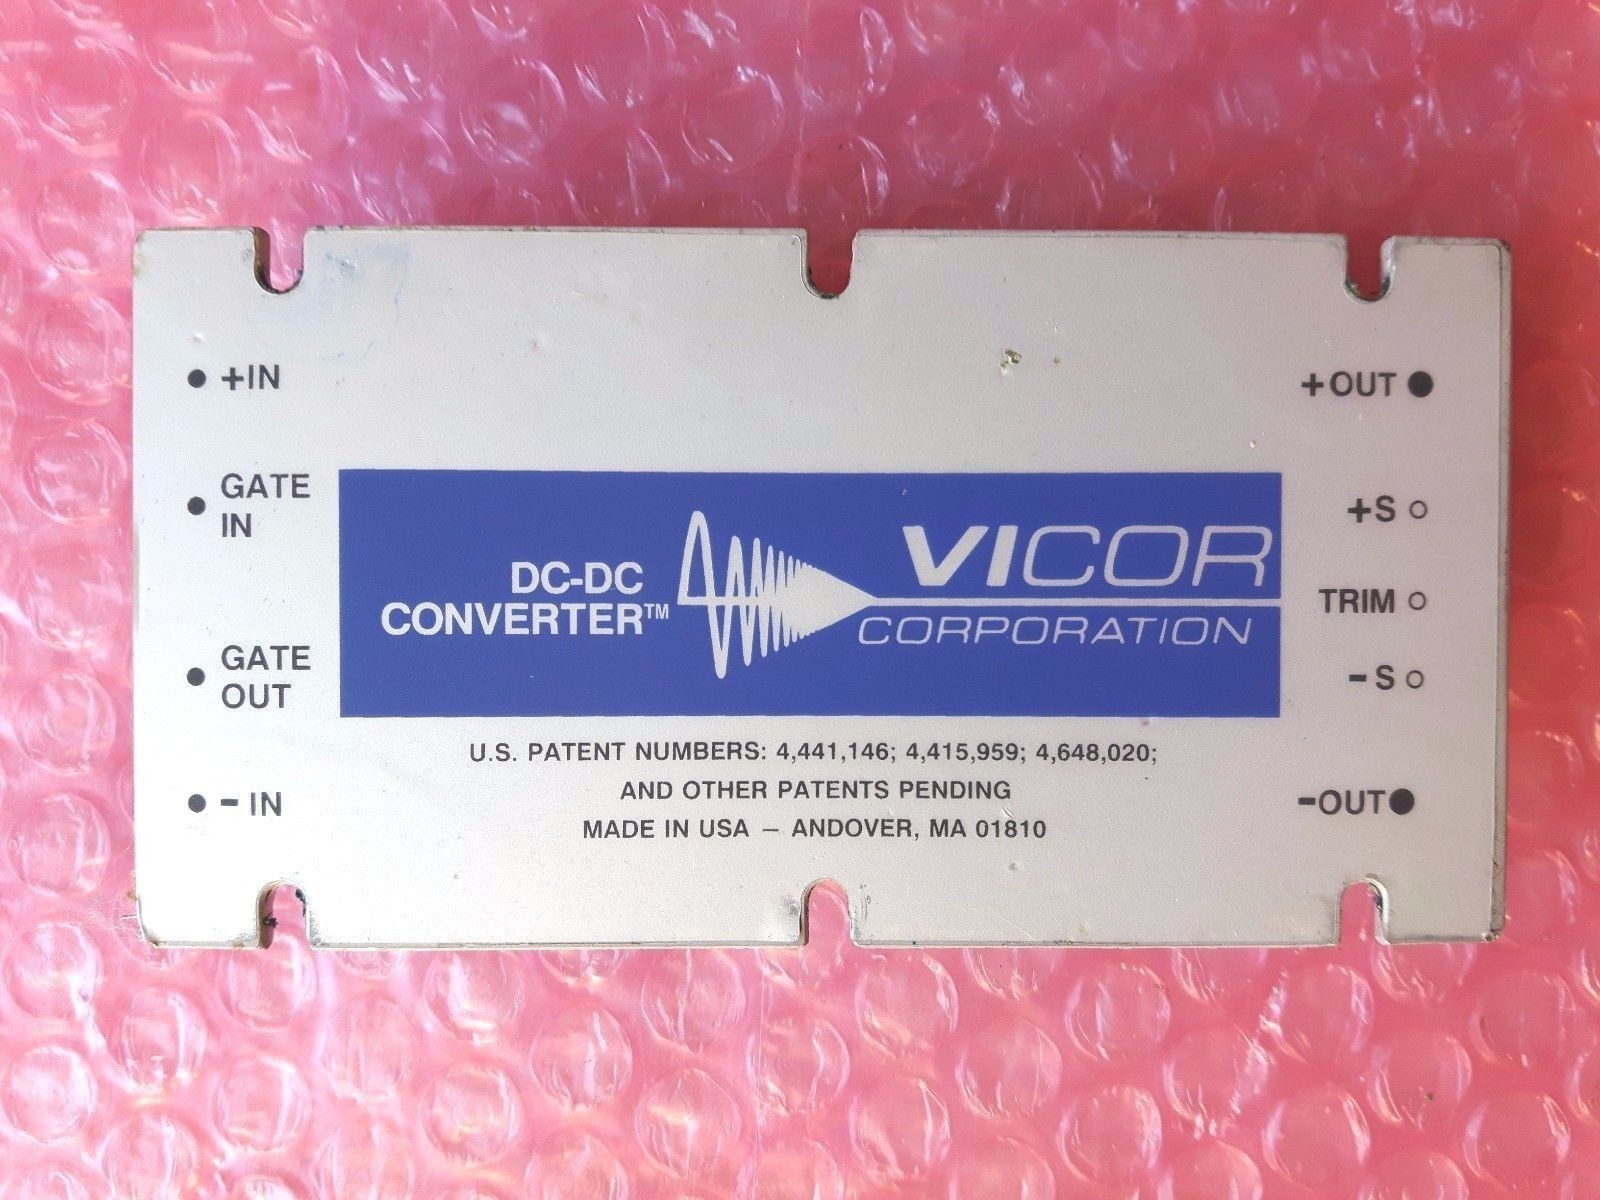 +IN
GATE
IN
GATE
OUT
- IN
DC-DC
CONVERTER™
VICOR
CORPORATION
+OUT
+S
TRIM
-S
-OUT
U.S. PATENT NUMBERS: 4,441,146; 4,415,959; 4,648,020;
AND OTHER PATENTS PENDING
MADE IN USA – ANDOVER, MA 01810